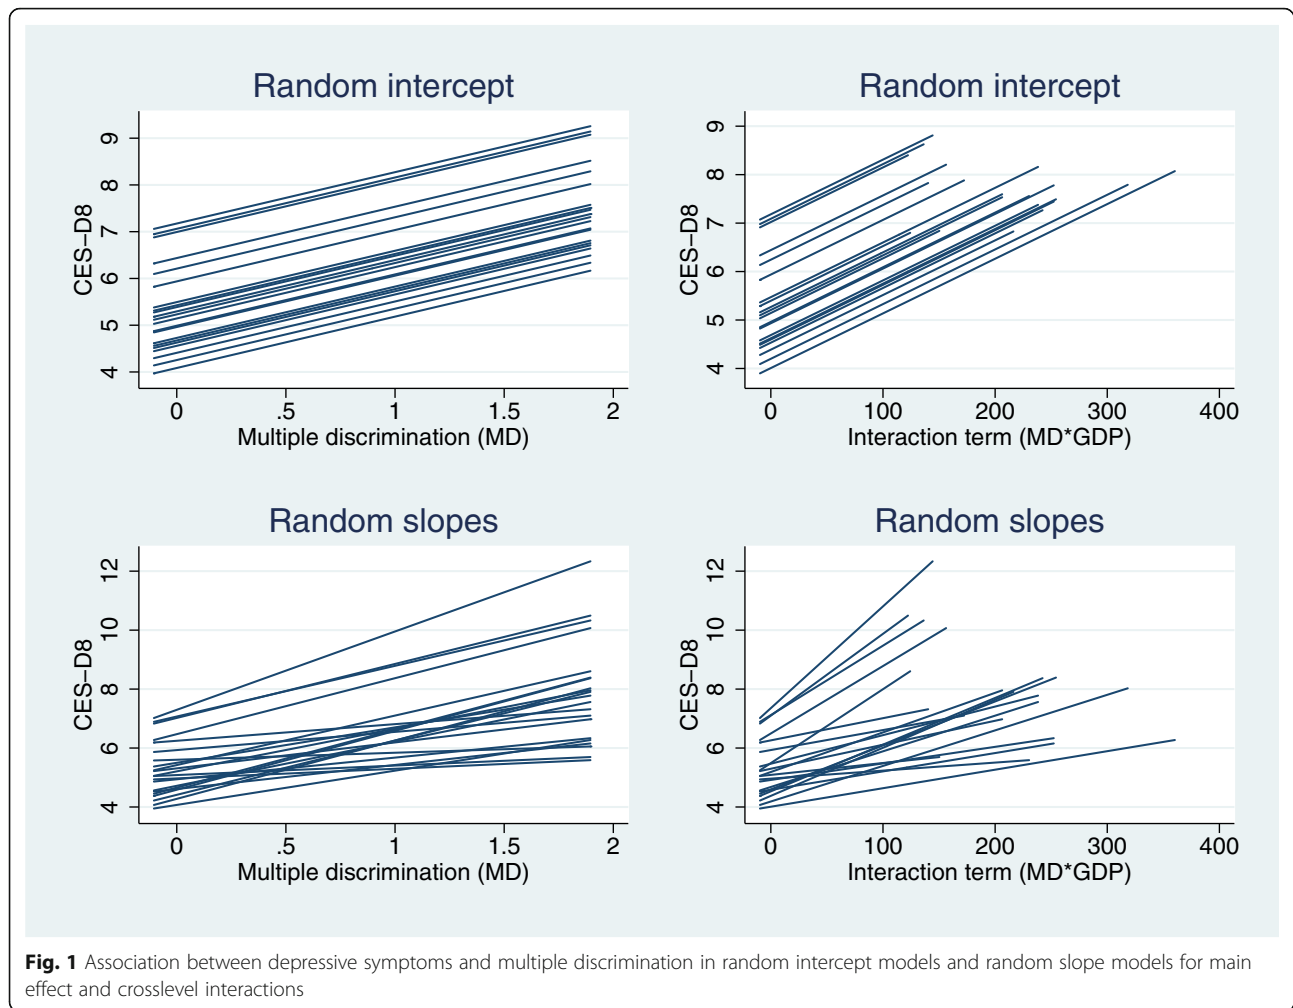 Random intercept
CES–D8
9
8
7
6
5
4
0 .5 1 1.5 2
Multiple discrimination (MD)
Random intercept
CES–D8
9
8
7
6
5
4
0 100 200 300 400
Interaction term (MD*GDP)
Random slopes
CES–D8
12
10
8
6
4
0 .5 1 1.5 2
Multiple discrimination (MD)
Random slopes
CES–D8
12
10
8
6
4
0 100 200 300 400
Interaction term (MD*GDP)
Fig. 1 Association between depressive symptoms and multiple discrimination in random intercept models and random slope models for main
effect and crosslevel interactions